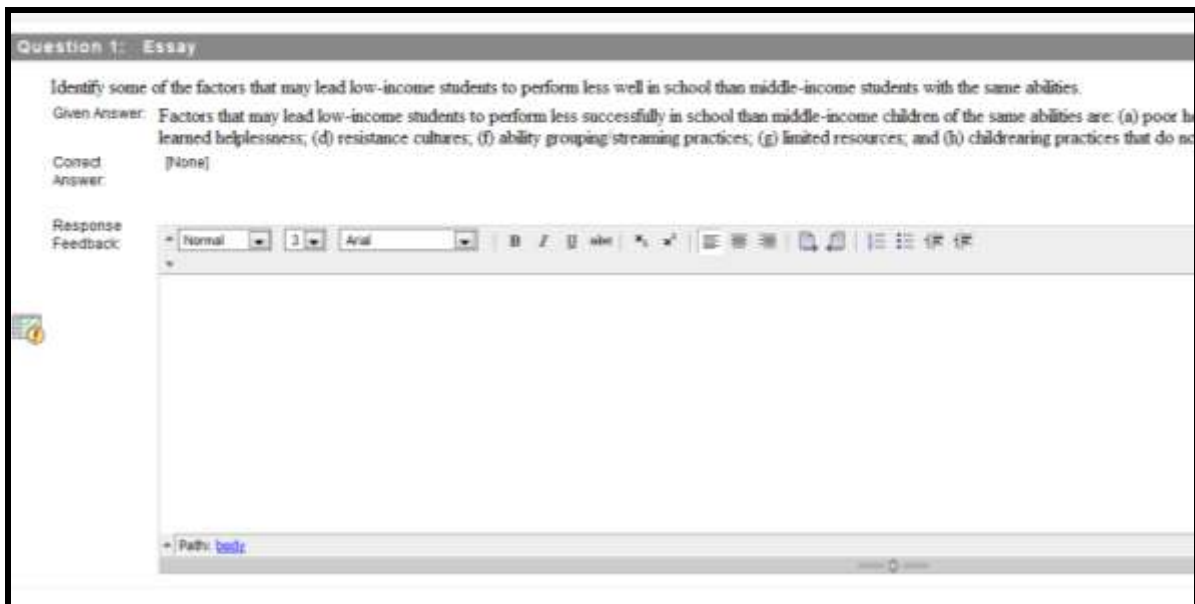 Question 1: Essay
Identify some of the factors that may lead low-income students to perform less well in school than middle-income students with the same abilities.
Given Answer: Factors that may lead low-income students to perform less successfully in school than middle-income children of the same abilities are: (a) poor he
learned helplessness; (d) resistance cultures; (f) ability grouping/streaming practices; (g) limited resources; and (h) childrearing practices that do no
Correct [None]
Answer:
Response
Feedback:
Normal 3 Arial B I U abc
Path: body